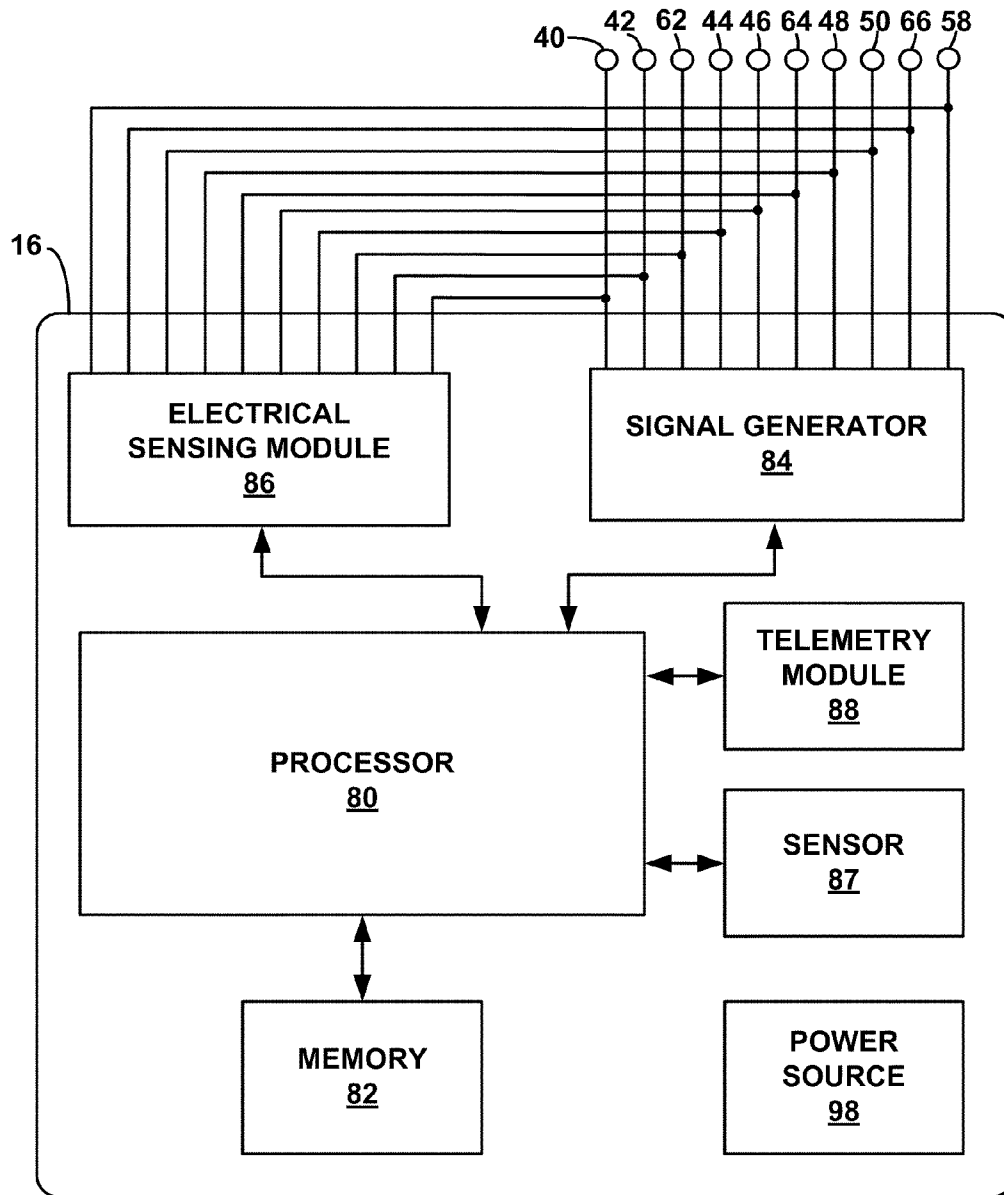 40 42 62 44 46 64 48 50 66 58
16
ELECTRICAL
SENSING MODULE
86
SIGNAL GENERATOR
84
TELEMETRY
MODULE
88
PROCESSOR
80
SENSOR
87
MEMORY
82
POWER
SOURCE
98